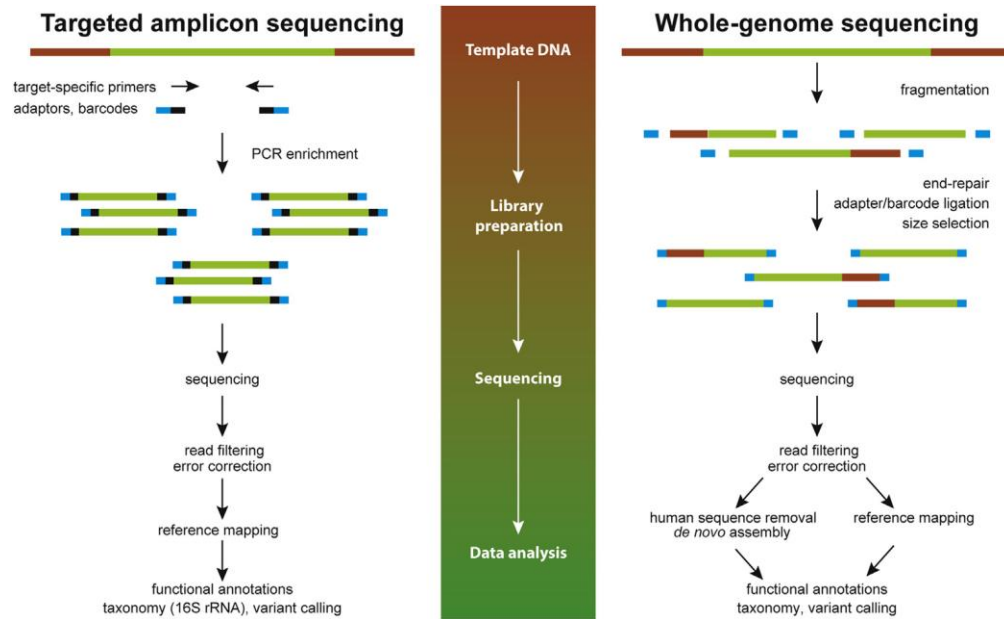 Targeted amplicon sequencing
target-specific primers
adaptors, barcodes
PCR enrichment
sequencing
read filtering
error correction
reference mapping
functional annotations
taxonomy (16S rRNA), variant calling
Template DNA
Library
preparation
Sequencing
Data analysis
Whole-genome sequencing
fragmentation
end-repair
adapter/barcode ligation
size selection
sequencing
read filtering
error correction
human sequence removal
de novo assembly
reference mapping
functional annotations
taxonomy, variant calling